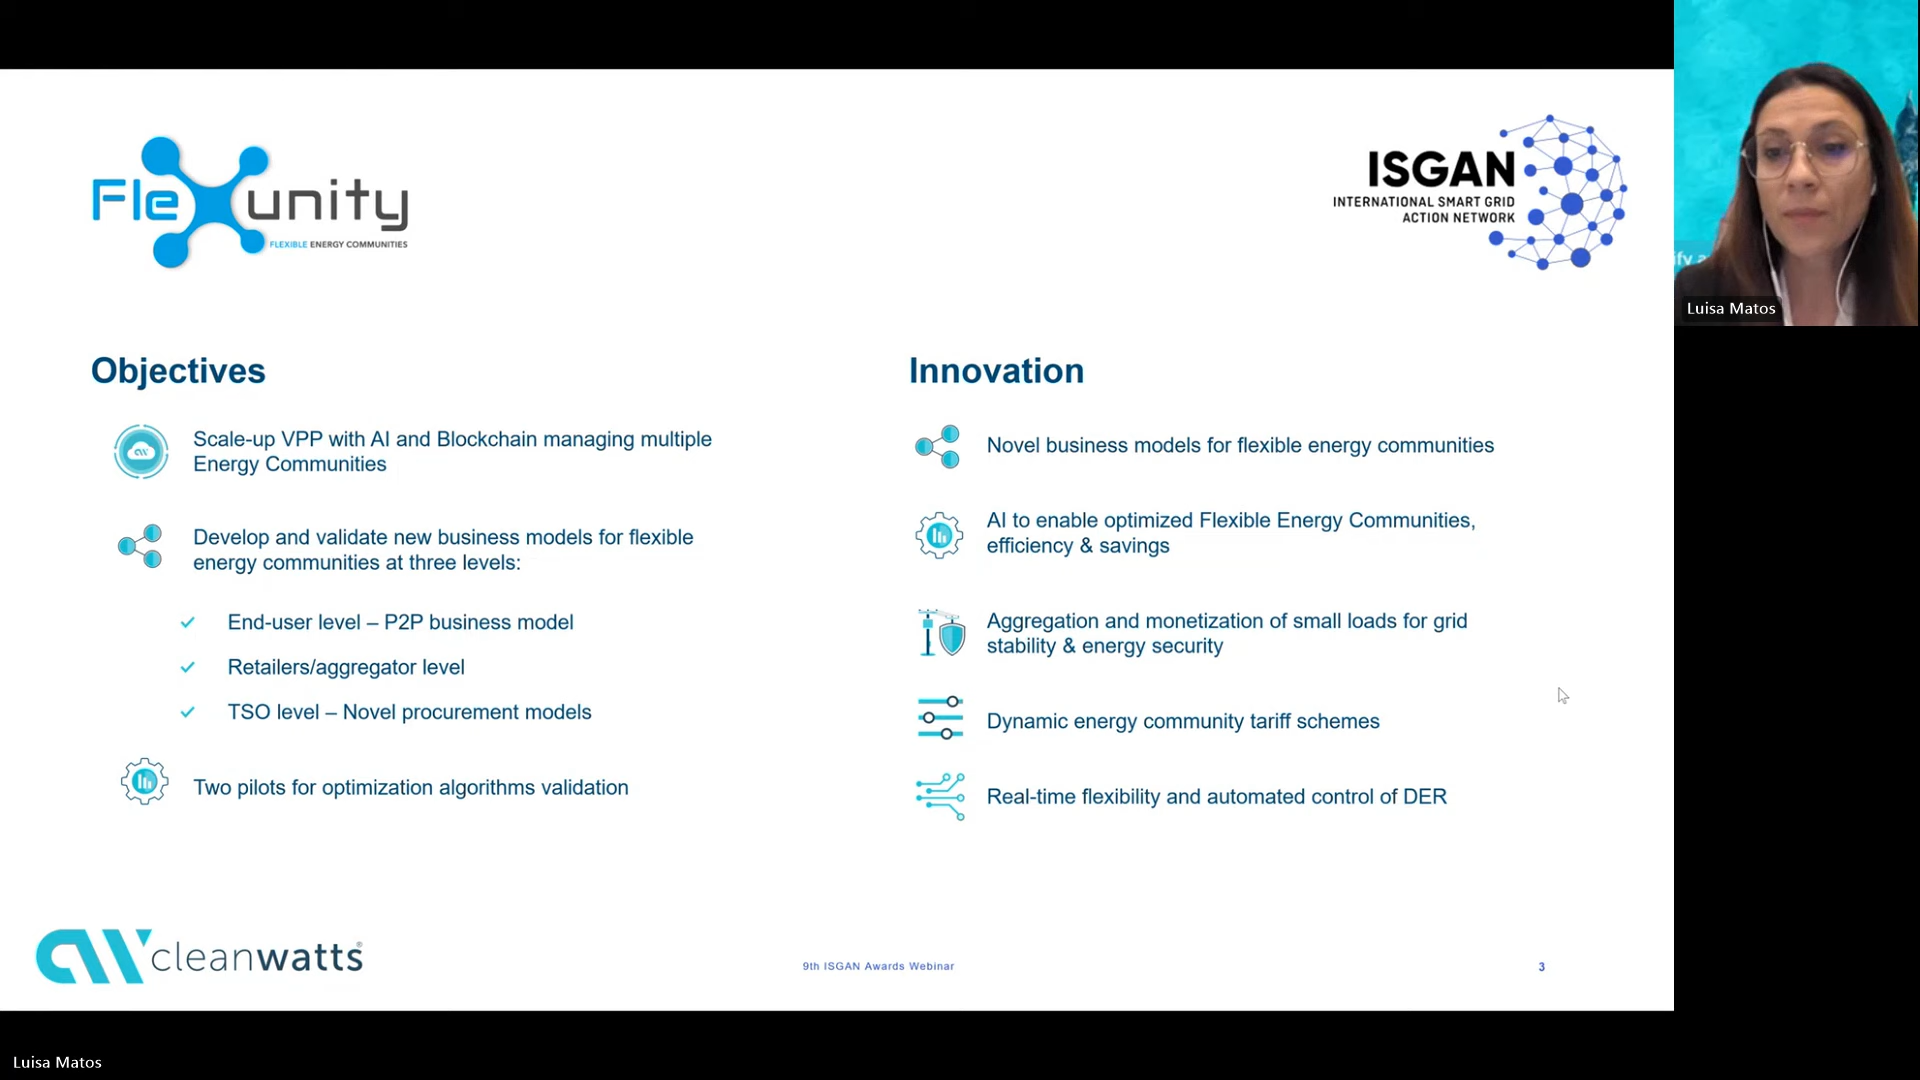 FleXunity
FLEXIBLE ENERGY COMMUNITIES
ISGAN
INTERNATIONAL SMART GRID
ACTION NETWORK
Luisa Matos
Objectives
Scale-up VPP with AI and Blockchain managing multiple
Energy Communities
Develop and validate new business models for flexible
energy communities at three levels:
End-user level – P2P business model
Retailers/aggregator level
TSO level – Novel procurement models
Two pilots for optimization algorithms validation
Innovation
Novel business models for flexible energy communities
AI to enable optimized Flexible Energy Communities,
efficiency & savings
Aggregation and monetization of small loads for grid
stability & energy security
Dynamic energy community tariff schemes
Real-time flexibility and automated control of DER
cleanwatts®
9th ISGAN Awards Webinar
3
Luisa Matos